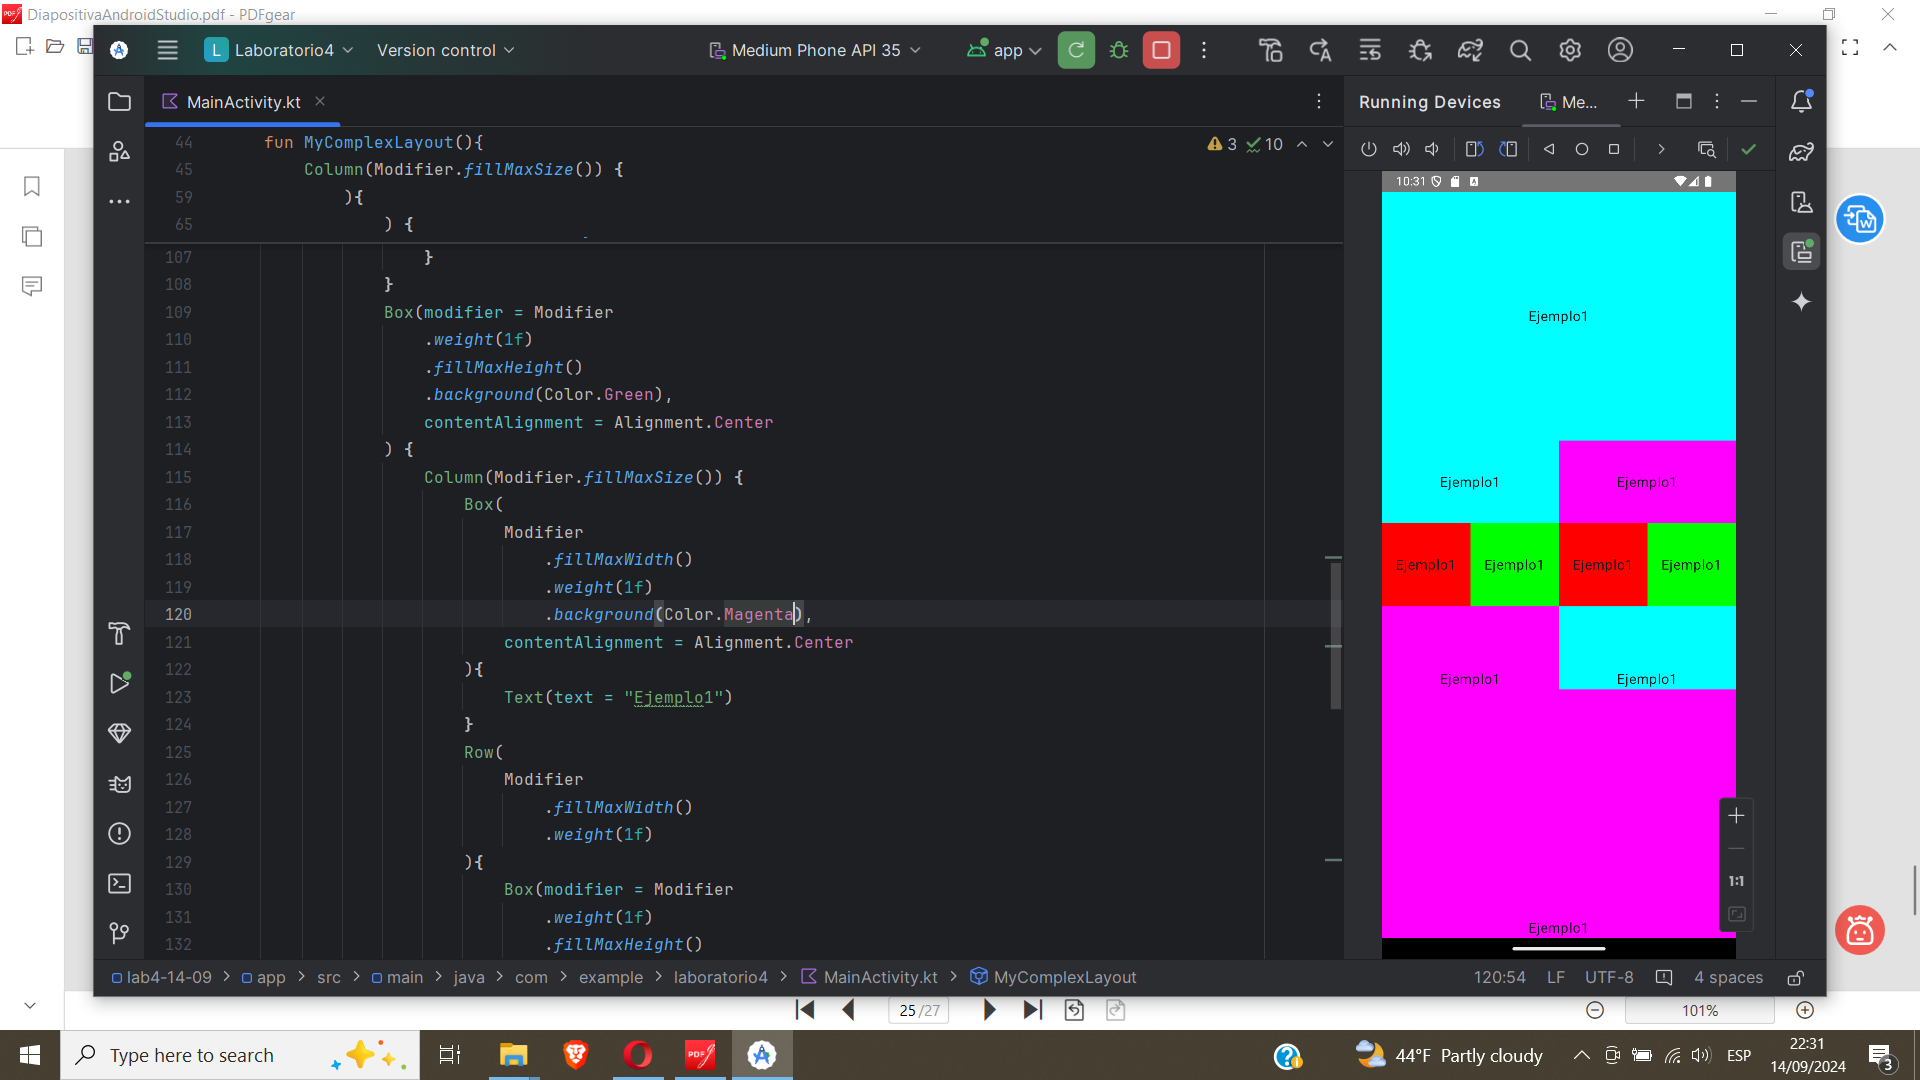 DiapositivaAndroidStudio.pdf - PDFgear
L Laboratorio4
Version control
Medium Phone API 35
app
MainActivity.kt
Running Devices
Me...
3 10
44 fun MyComplexLayout(){
45 Column(Modifier.fillMaxSize()) {
59 ){
65 ) {
107 }
108 }
109 Box(modifier = Modifier
110 .weight(1f)
111 .fillMaxHeight()
112 .background(Color.Green),
113 contentAlignment = Alignment.Center
114 ) {
115 Column(Modifier.fillMaxSize()) {
116 Box(
117 Modifier
118 .fillMaxWidth()
119 .weight(1f)
120 .background(Color.Magenta),
121 contentAlignment = Alignment.Center
122 ){
123 Text(text = "Ejemplo1")
124 }
125 Row(
126 Modifier
127 .fillMaxWidth()
128 .weight(1f)
129 ){
130 Box(modifier = Modifier
131 .weight(1f)
132 .fillMaxHeight()
10:31
Ejemplo1
Ejemplo1 Ejemplo1
Ejemplo1 Ejemplo1 Ejemplo1 Ejemplo1
Ejemplo1 Ejemplo1
Ejemplo1
1:1
lab4-14-09 > app > src > main > java > com > example > laboratorio4 > MainActivity.kt > MyComplexLayout
120:54 LF UTF-8 4 spaces
25/27
101%
Type here to search
PDF
44°F Partly cloudy
ESP
22:31
14/09/2024
3